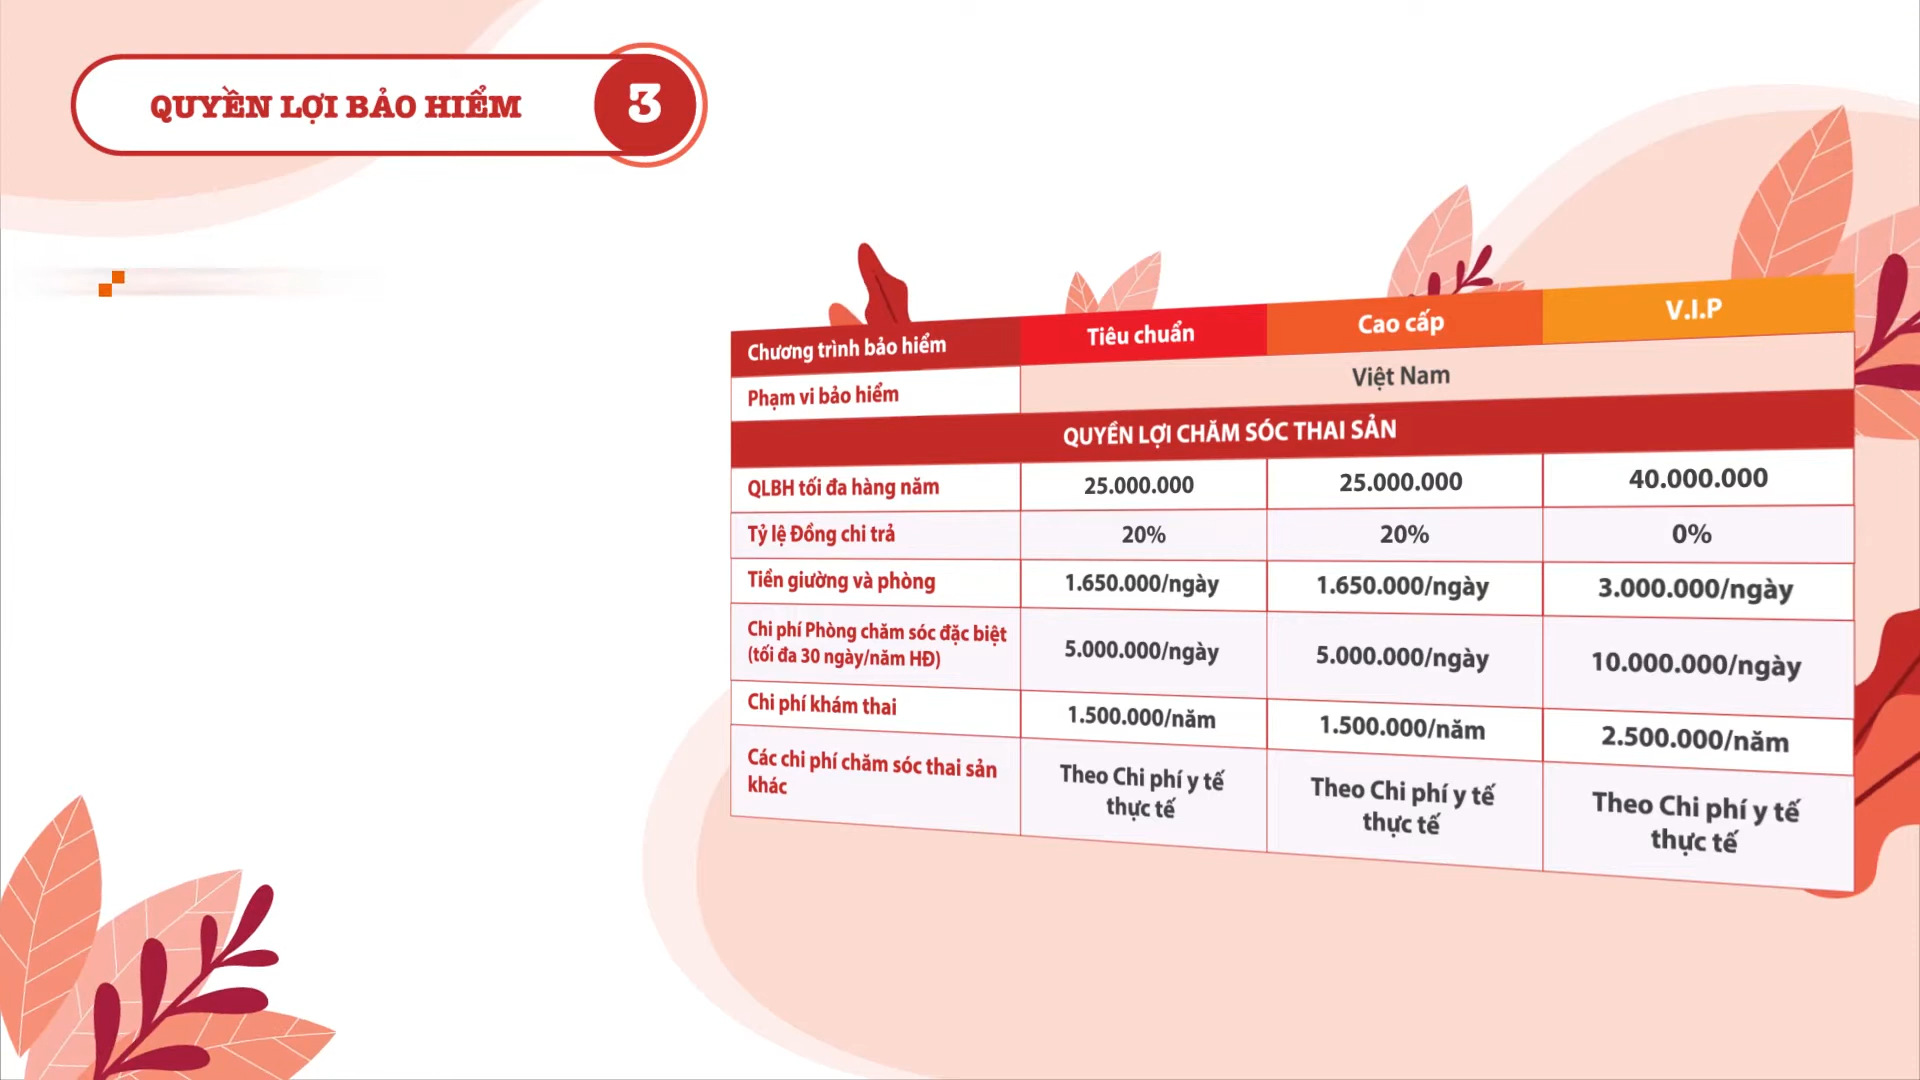 QUYỀN LỢI BẢO HIỂM 3
Chương trình bảo hiểm Tiêu chuẩn Cao cấp V.I.P
Phạm vi bảo hiểm Việt Nam
QUYỀN LỢI CHĂM SÓC THAI SẢN
QLBH tối đa hàng năm 25.000.000 25.000.000 40.000.000
Tỷ lệ Đồng chi trả 20% 20% 0%
Tiền giường và phòng 1.650.000/ngày 1.650.000/ngày 3.000.000/ngày
Chi phí Phòng chăm sóc đặc biệt
(tối đa 30 ngày/năm HĐ) 5.000.000/ngày 5.000.000/ngày 10.000.000/ngày
Chi phí khám thai 1.500.000/năm 1.500.000/năm 2.500.000/năm
Các chi phí chăm sóc thai sản Theo Chi phí y tế Theo Chi phí y tế Theo Chi phí y tế
khác thực tế thực tế thực tế